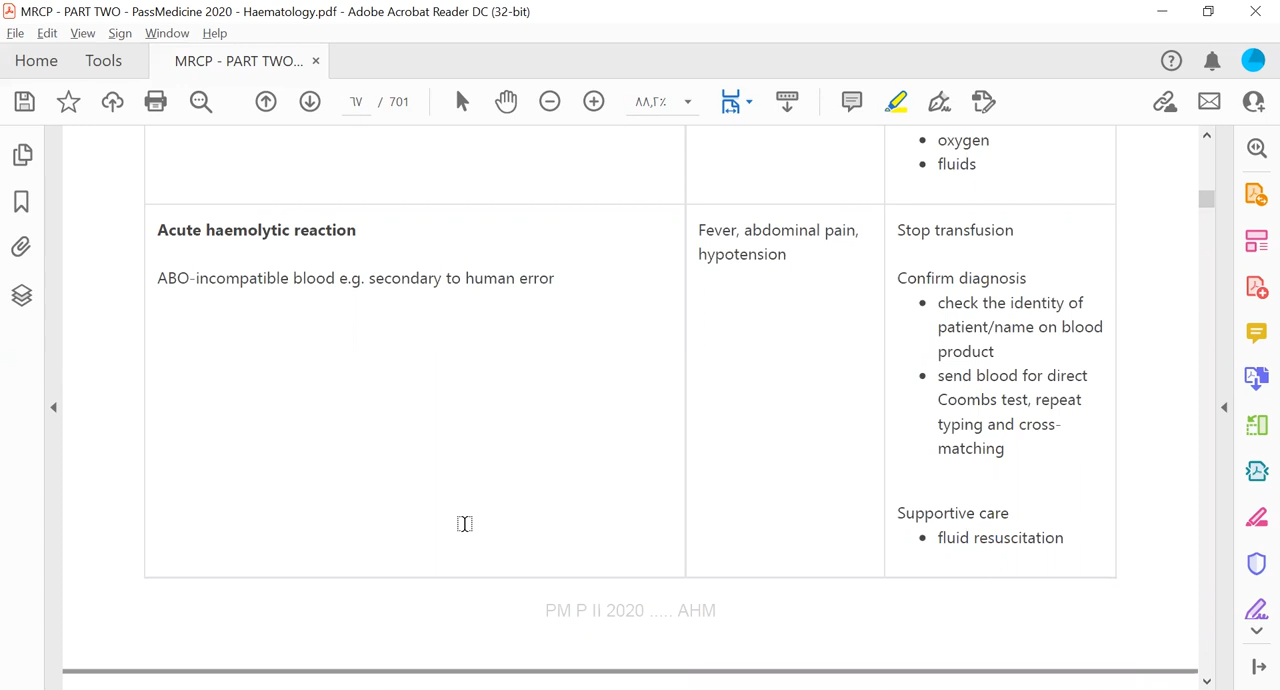 MRCP - PART TWO - PassMedicine 2020 - Haematology.pdf - Adobe Acrobat Reader DC (32-bit)
File Edit View Sign Window Help
Home Tools MRCP - PART TWO... ×
٦٧ / 701 ٨٨,٢٪
• oxygen
• fluids
Acute haemolytic reaction
ABO-incompatible blood e.g. secondary to human error
Fever, abdominal pain,
hypotension
Stop transfusion
Confirm diagnosis
• check the identity of
patient/name on blood
product
• send blood for direct
Coombs test, repeat
typing and cross-
matching
Supportive care
• fluid resuscitation
PM P II 2020 ..... AHM